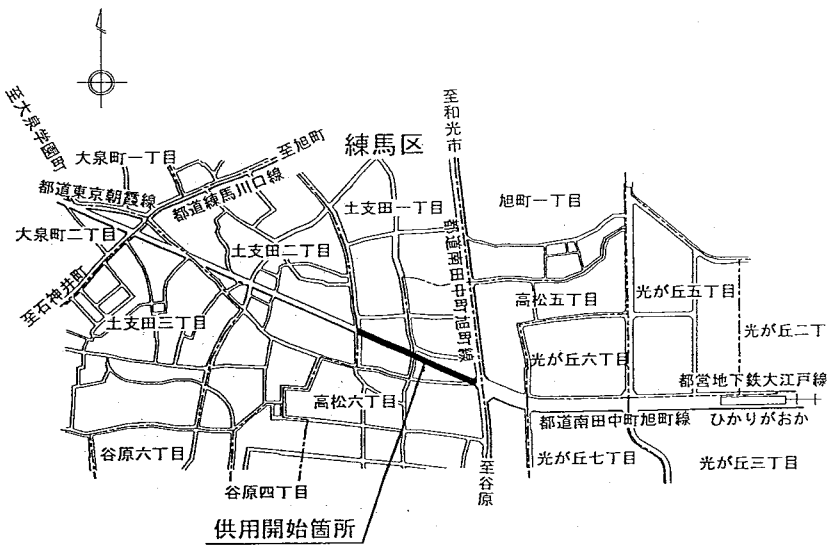 至大泉学園町
大泉町一丁目
至旭町
練馬区
至和光市
都道練馬川口線
都道東京朝霞線
土支田一丁目
旭町一丁目
大泉町二丁目
土支田二丁目
都道南田中町旭町線
高松五丁目
光が丘五丁目
至石神井町
土支田三丁目
光が丘二丁
光が丘六丁目
都営地下鉄大江戸線
高松六丁目
都道南田中町旭町線
ひかりがおか
谷原六丁目
至谷原
光が丘七丁目
光が丘三丁目
谷原四丁目
供用開始箇所